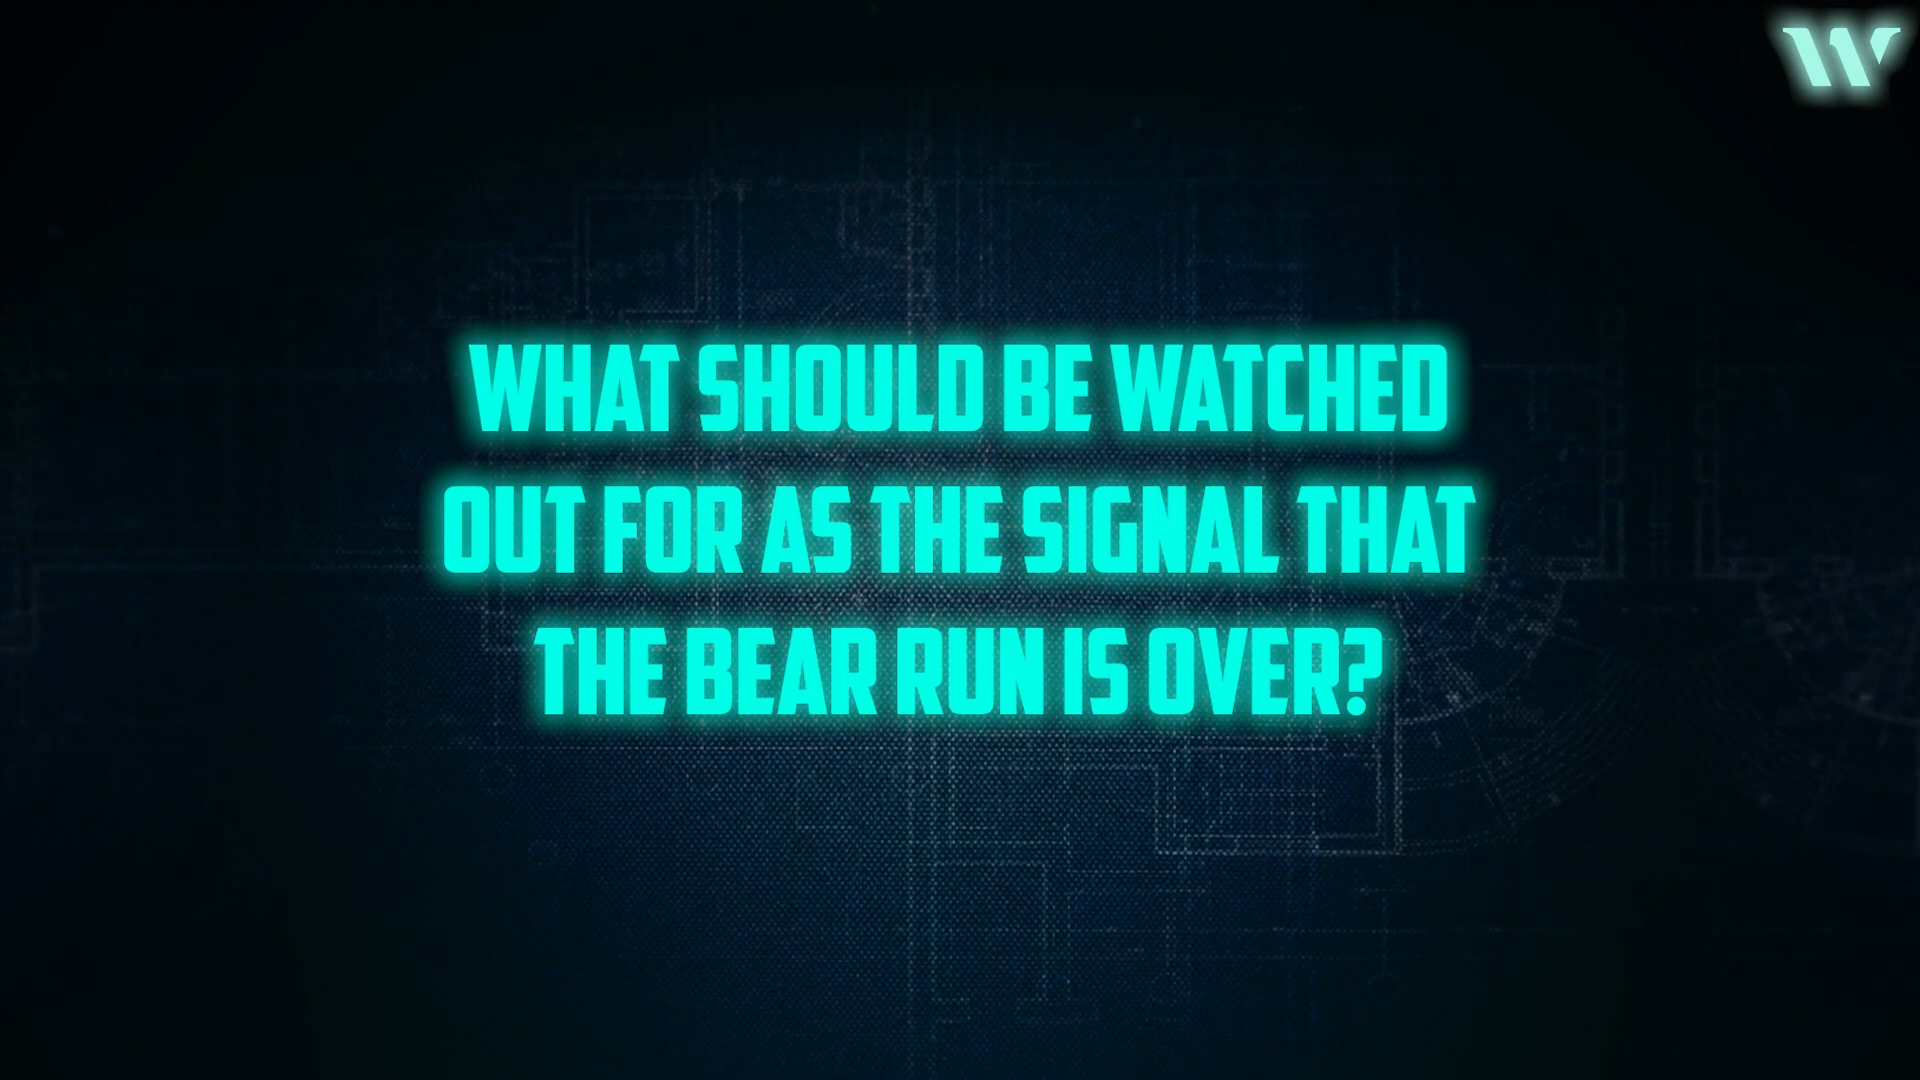 W
WHAT SHOULD BE WATCHED
OUT FOR AS THE SIGNAL THAT
THE BEAR RUN IS OVER?